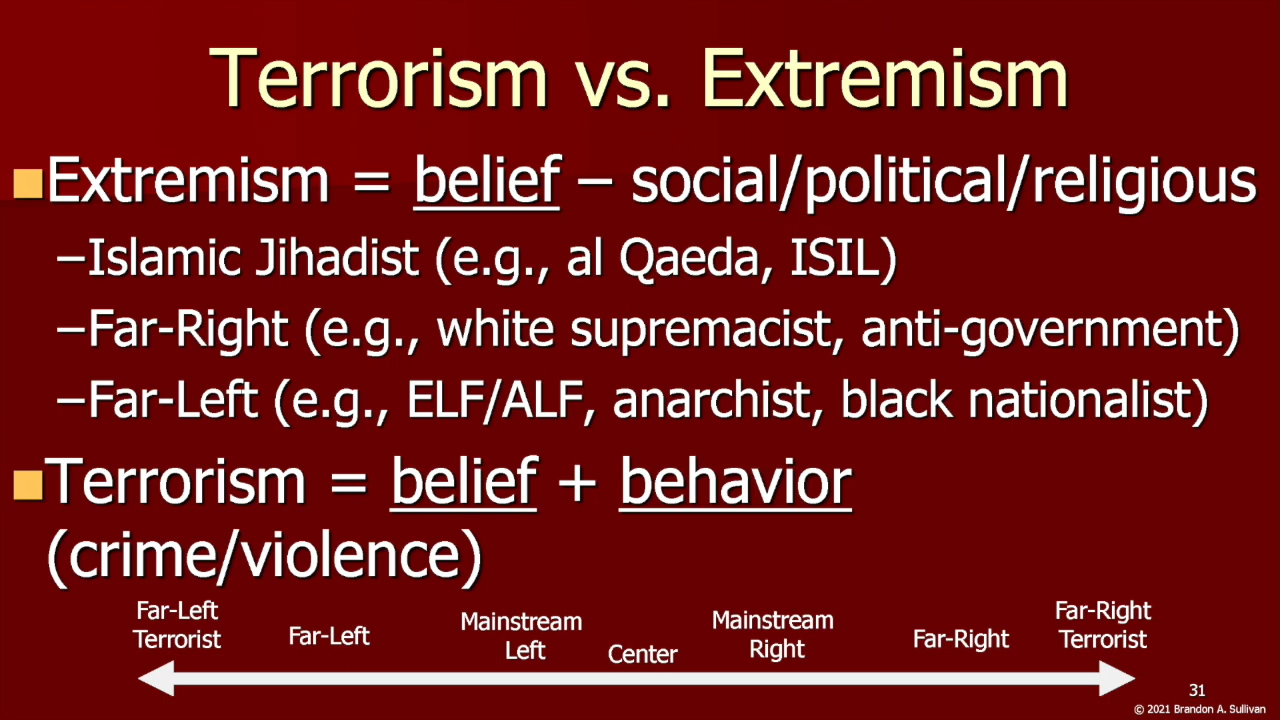 Terrorism vs. Extremism
Extremism = belief – social/political/religious
–Islamic Jihadist (e.g., al Qaeda, ISIL)
–Far-Right (e.g., white supremacist, anti-government)
–Far-Left (e.g., ELF/ALF, anarchist, black nationalist)
Terrorism = belief + behavior
(crime/violence)
Far-Left
Terrorist
Far-Left
Mainstream
Left
Center
Mainstream
Right
Far-Right
Far-Right
Terrorist
31
© 2021 Brandon A. Sullivan